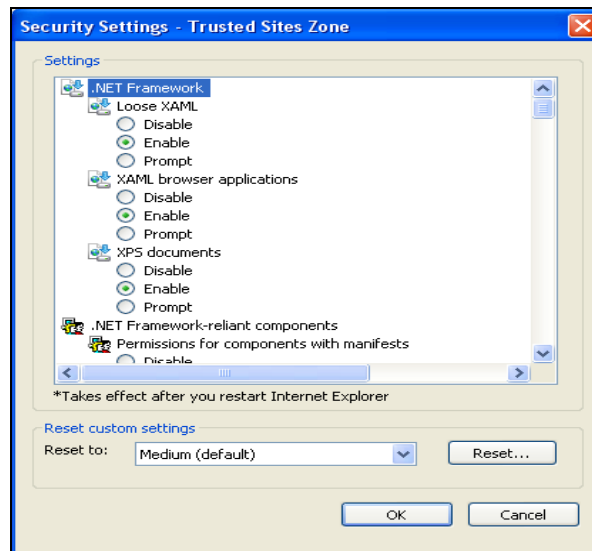 Security Settings - Trusted Sites Zone
Settings
.NET Framework
Loose XAML
Disable
Enable
Prompt
XAML browser applications
Disable
Enable
Prompt
XPS documents
Disable
Enable
Prompt
.NET Framework-reliant components
Permissions for components with manifests
Disable
*Takes effect after you restart Internet Explorer
Reset custom settings
Reset to: Medium (default) Reset...
OK Cancel